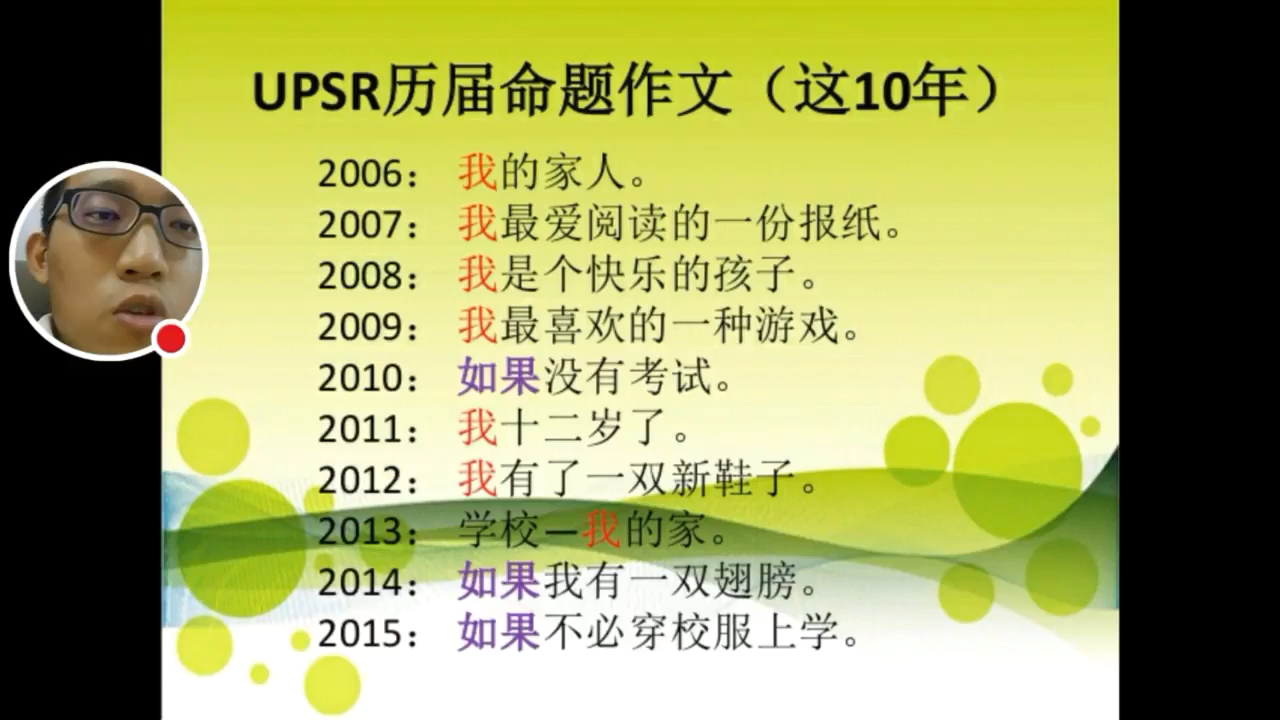 UPSR历届命题作文（这10年）
2006： 我的家人。
2007： 我最爱阅读的一份报纸。
2008： 我是个快乐的孩子。
2009： 我最喜欢的一种游戏。
2010： 如果没有考试。
2011： 我十二岁了。
2012： 我有了一双新鞋子。
2013： 学校—我的家。
2014： 如果我有一双翅膀。
2015： 如果不必穿校服上学。